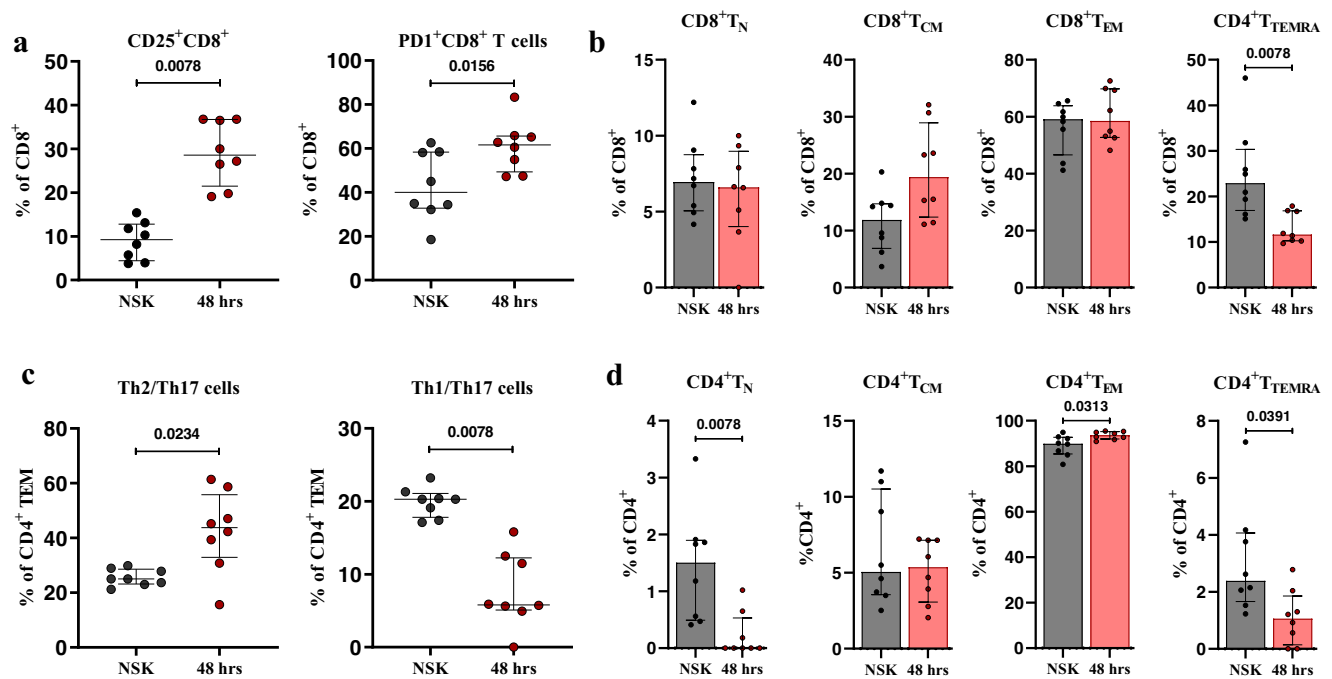 a
CD25⁺CD8⁺
0.0078
% of CD8⁺
50
40
30
20
10
0
NSK 48 hrs
PD1⁺CD8⁺ T cells
0.0156
% of CD8⁺
100
80
60
40
20
0
NSK 48 hrs
b
CD8⁺T_N
% of CD8⁺
15
10
5
0
NSK 48 hrs
CD8⁺T_CM
% of CD8⁺
40
30
20
10
0
NSK 48 hrs
CD8⁺T_EM
% of CD8⁺
80
60
40
20
0
NSK 48 hrs
CD4⁺T_TEMRA
0.0078
% of CD8⁺
50
40
30
20
10
0
NSK 48 hrs
c
Th2/Th17 cells
0.0234
% of CD4⁺ TEM
80
60
40
20
0
NSK 48 hrs
Th1/Th17 cells
0.0078
% of CD4⁺ TEM
30
20
10
0
NSK 48 hrs
d
CD4⁺T_N
0.0078
% of CD4⁺
4
3
2
1
0
NSK 48 hrs
CD4⁺T_CM
%CD4⁺
15
10
5
0
NSK 48 hrs
CD4⁺T_EM
0.0313
% of CD4⁺
100
80
60
40
20
0
NSK 48 hrs
CD4⁺T_TEMRA
0.0391
% of CD4⁺
8
6
4
2
0
NSK 48 hrs